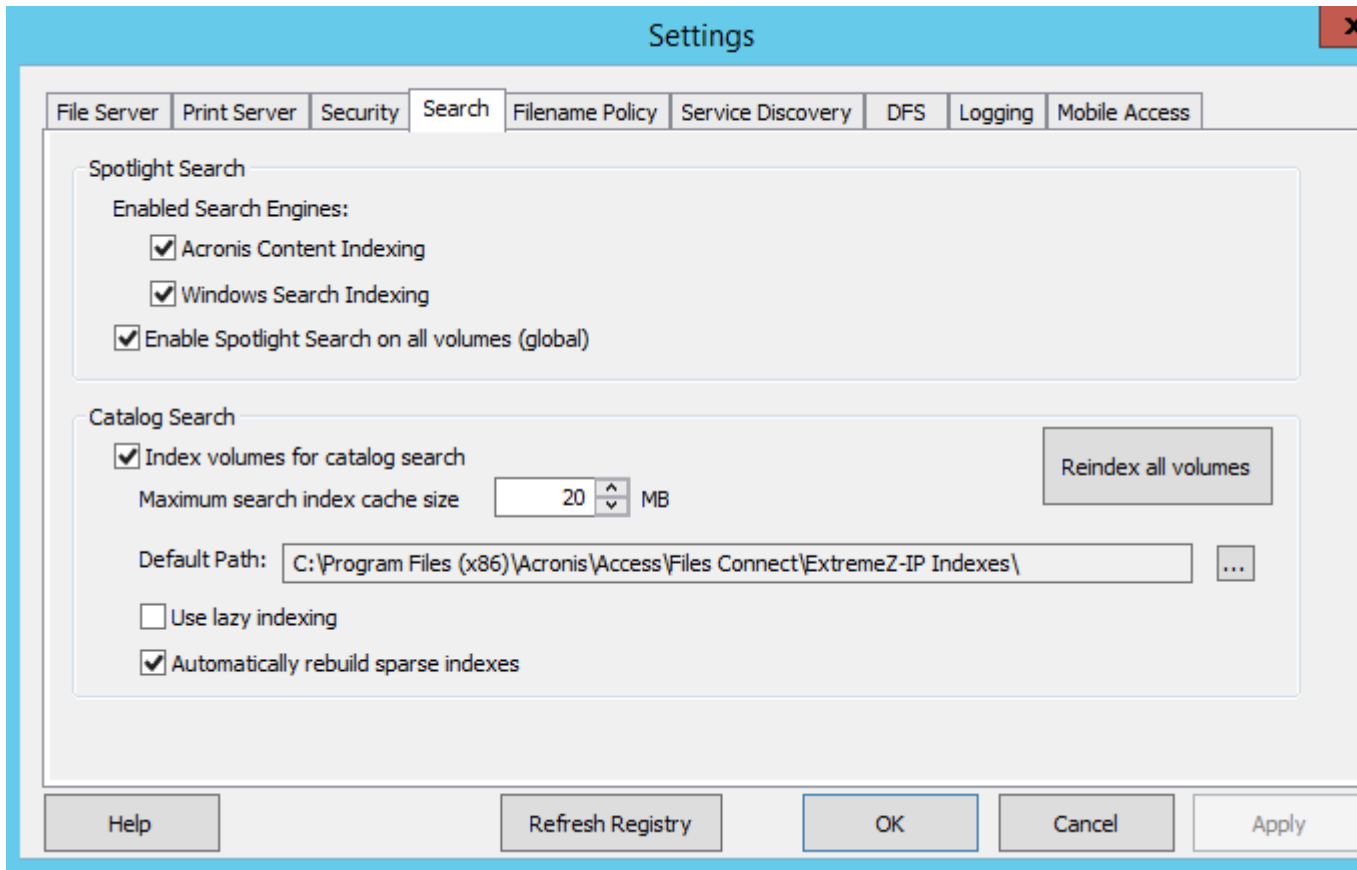 Settings
x
File Server Print Server Security Search Filename Policy Service Discovery DFS Logging Mobile Access
Spotlight Search
Enabled Search Engines:
Acronis Content Indexing
Windows Search Indexing
Enable Spotlight Search on all volumes (global)
Catalog Search
Index volumes for catalog search
Reindex all volumes
Maximum search index cache size 20 MB
Default Path: C:\Program Files (x86)\Acronis\Access\Files Connect\ExtremeZ-IP Indexes\ ...
Use lazy indexing
Automatically rebuild sparse indexes
Help Refresh Registry OK Cancel Apply